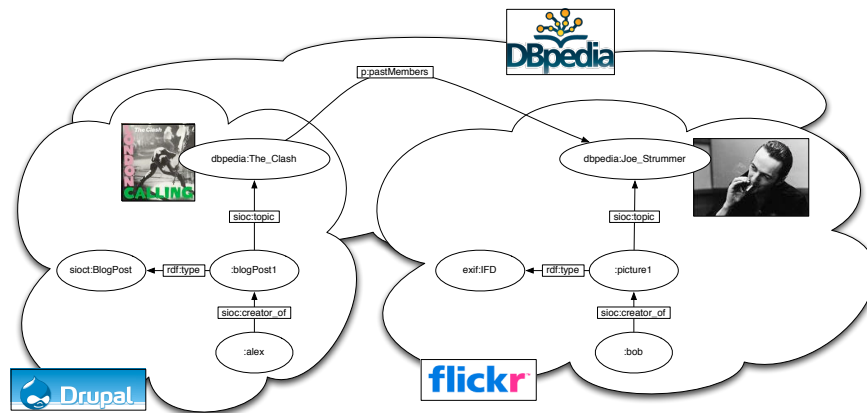 DBpedia
p:pastMembers
The Clash
LONDON
CALLING
dbpedia:The_Clash
dbpedia:Joe_Strummer
sioc:topic
sioc:topic
sioct:BlogPost
rdf:type
:blogPost1
exif:IFD
rdf:type
:picture1
sioc:creator_of
sioc:creator_of
:alex
:bob
Drupal
flickr